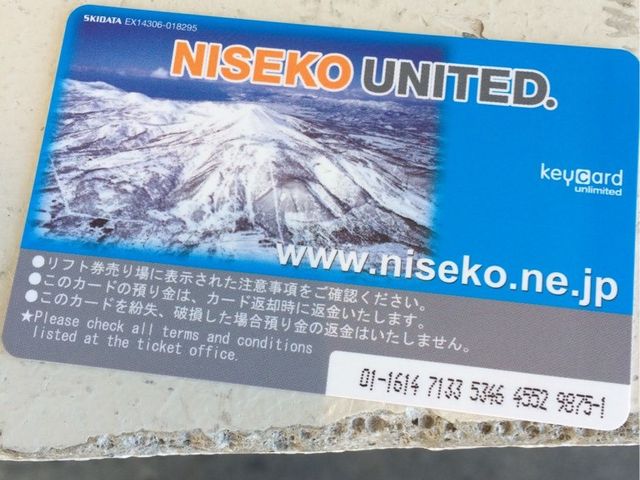 SKIDATA EX14306-018295
NISEKO UNITED.
keycard
unlimited
www.niseko.ne.jp
●リフト券売り場に表示された注意事項をご確認ください。
●このカードの預り金は、カード返却時に返金いたします。
●このカードを紛失、破損した場合預り金の返金はいたしません。
★Please check all terms and conditions
listed at the ticket office.
01-1614 7133 5346 4552 9875-1